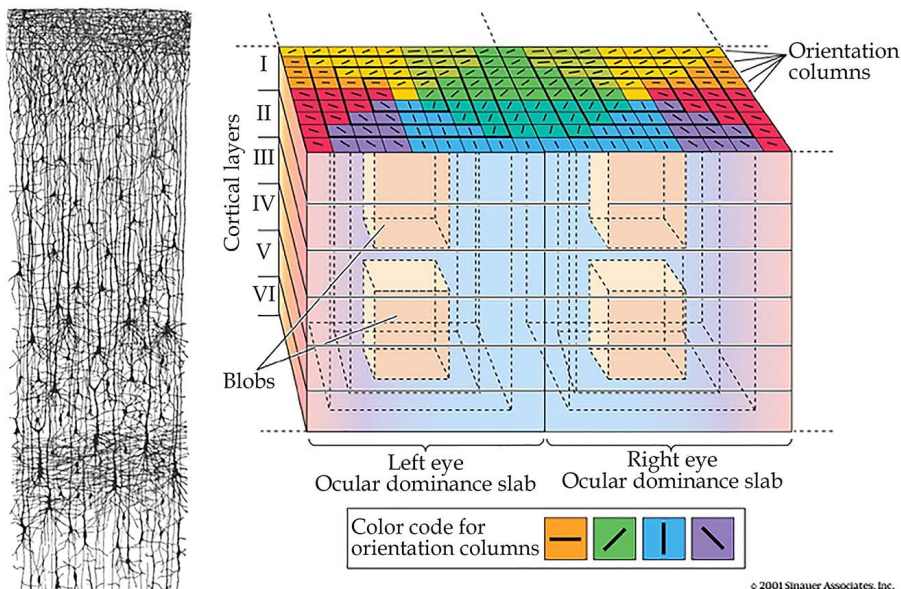 Orientation
columns
Cortical layers
I
II
III
IV
V
VI
Blobs
Left eye
Ocular dominance slab
Right eye
Ocular dominance slab
Color code for
orientation columns
© 2001 Sinauer Associates, Inc.